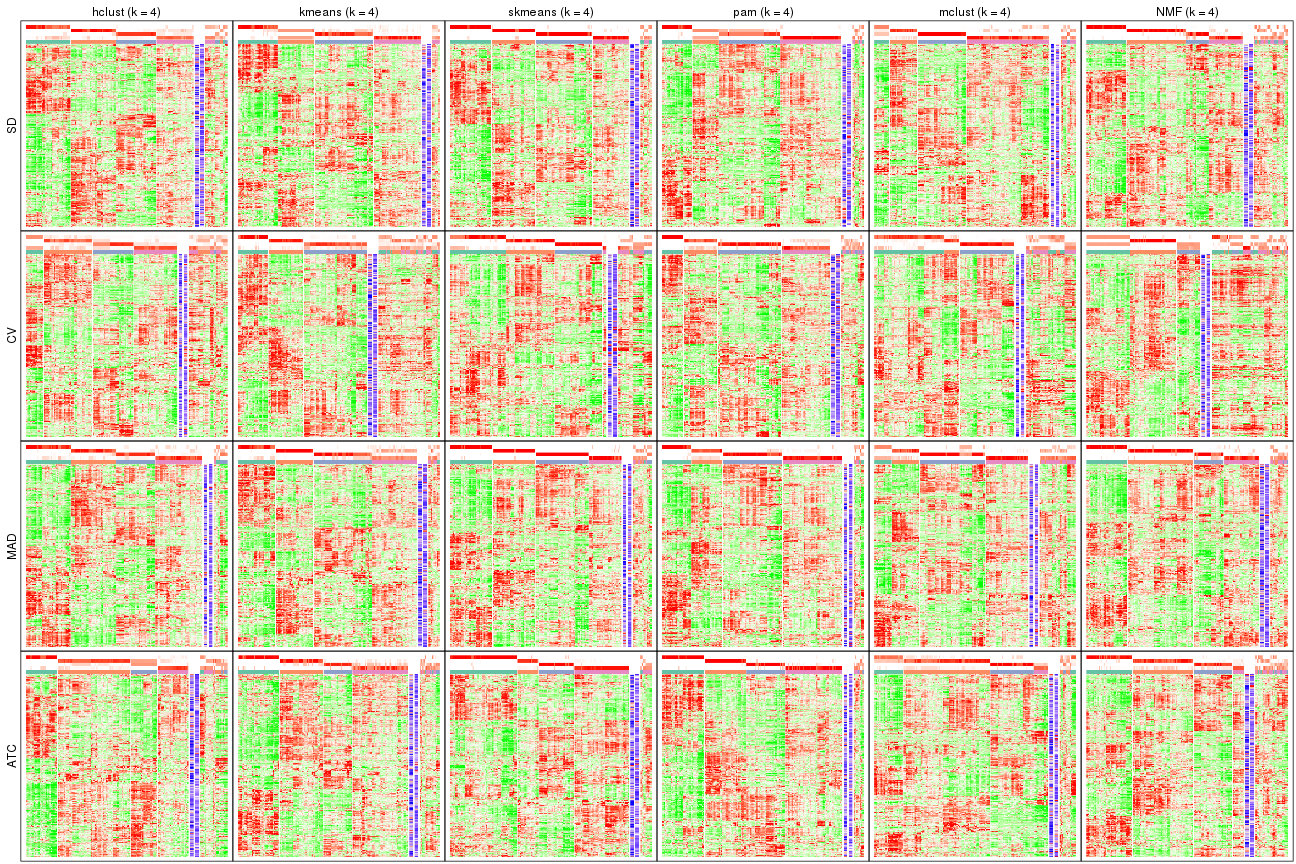 hclust (k = 4) kmeans (k = 4) skmeans (k = 4) pam (k = 4) mclust (k = 4) NMF (k = 4)
SD
CV
MAD
ATC